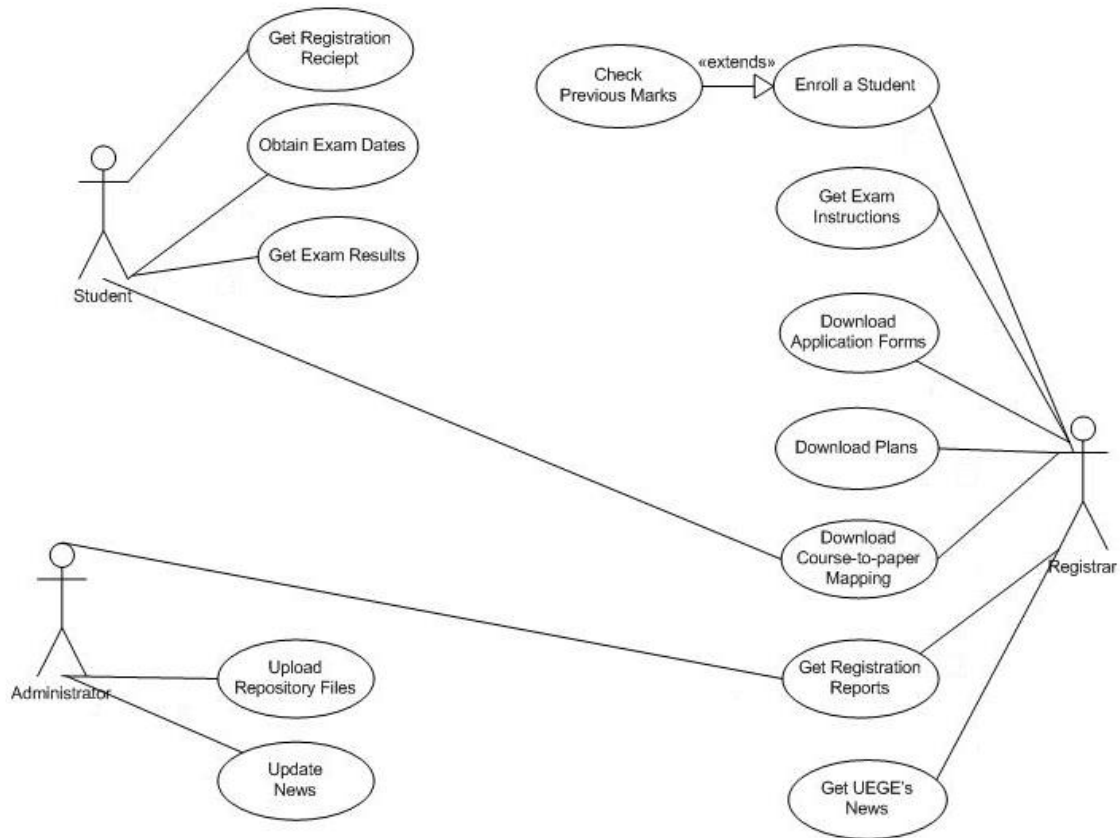 Get Registration
Reciept
Obtain Exam Dates
Get Exam Results
Student
Check
Previous Marks
«extends»
Enroll a Student
Get Exam
Instructions
Download
Application Forms
Download Plans
Download
Course-to-paper
Mapping
Registrar
Get Registration
Reports
Get UEGE's
News
Administrator
Upload
Repository Files
Update
News